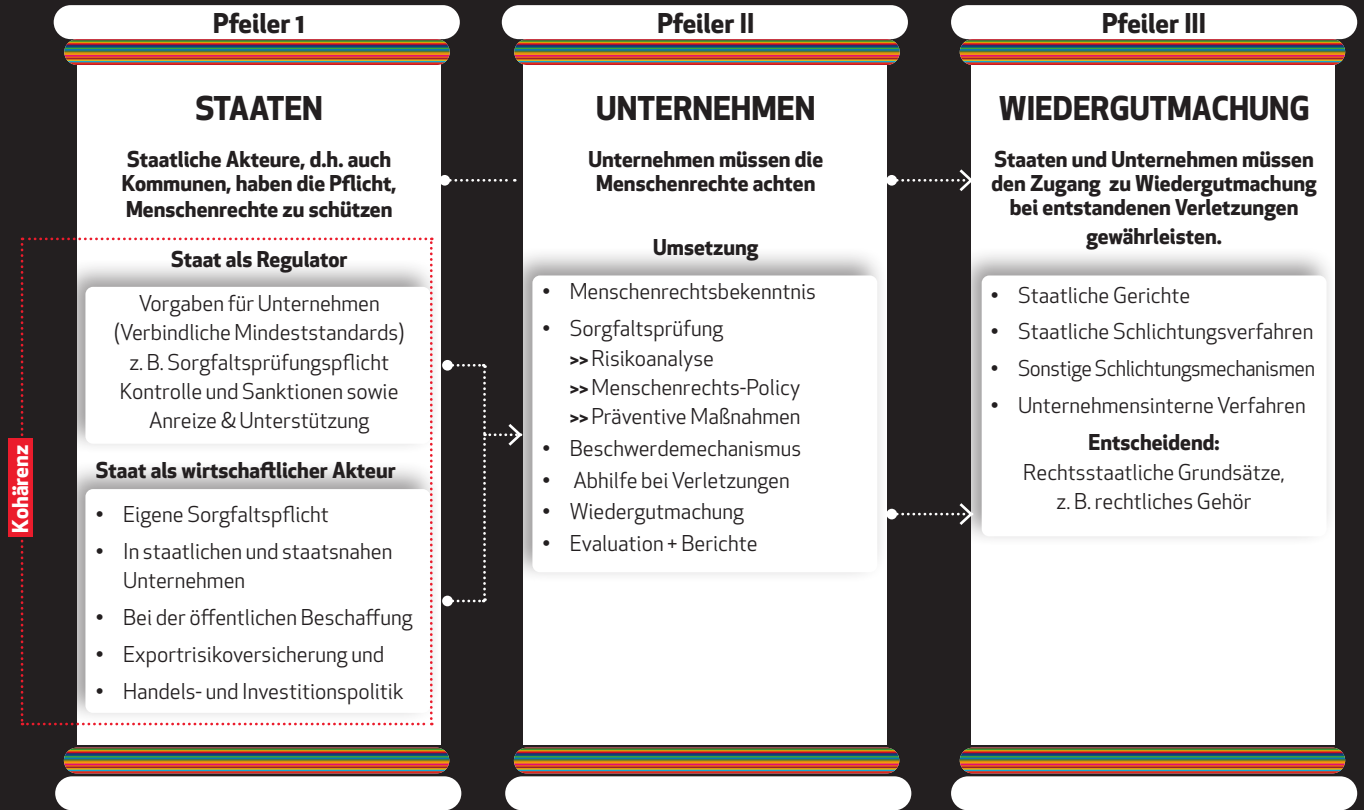 Pfeiler 1
STAATEN
Staatliche Akteure, d.h. auch
Kommunen, haben die Pflicht,
Menschenrechte zu schützen
Kohärenz
Staat als Regulator
Vorgaben für Unternehmen
(Verbindliche Mindeststandards)
z. B. Sorgfaltsprüfungspflicht
Kontrolle und Sanktionen sowie
Anreize & Unterstützung
Staat als wirtschaftlicher Akteur
• Eigene Sorgfaltspflicht
• In staatlichen und staatsnahen
Unternehmen
• Bei der öffentlichen Beschaffung
• Exportrisikoversicherung und
• Handels- und Investitionspolitik
Pfeiler II
UNTERNEHMEN
Unternehmen müssen die
Menschenrechte achten
Umsetzung
• Menschenrechtsbekenntnis
• Sorgfaltsprüfung
>> Risikoanalyse
>> Menschenrechts-Policy
>> Präventive Maßnahmen
• Beschwerdemechanismus
• Abhilfe bei Verletzungen
• Wiedergutmachung
• Evaluation + Berichte
Pfeiler III
WIEDERGUTMACHUNG
Staaten und Unternehmen müssen
den Zugang zu Wiedergutmachung
bei entstandenen Verletzungen
gewährleisten.
• Staatliche Gerichte
• Staatliche Schlichtungsverfahren
• Sonstige Schlichtungsmechanismen
• Unternehmensinterne Verfahren
Entscheidend:
Rechtsstaatliche Grundsätze,
z. B. rechtliches Gehör